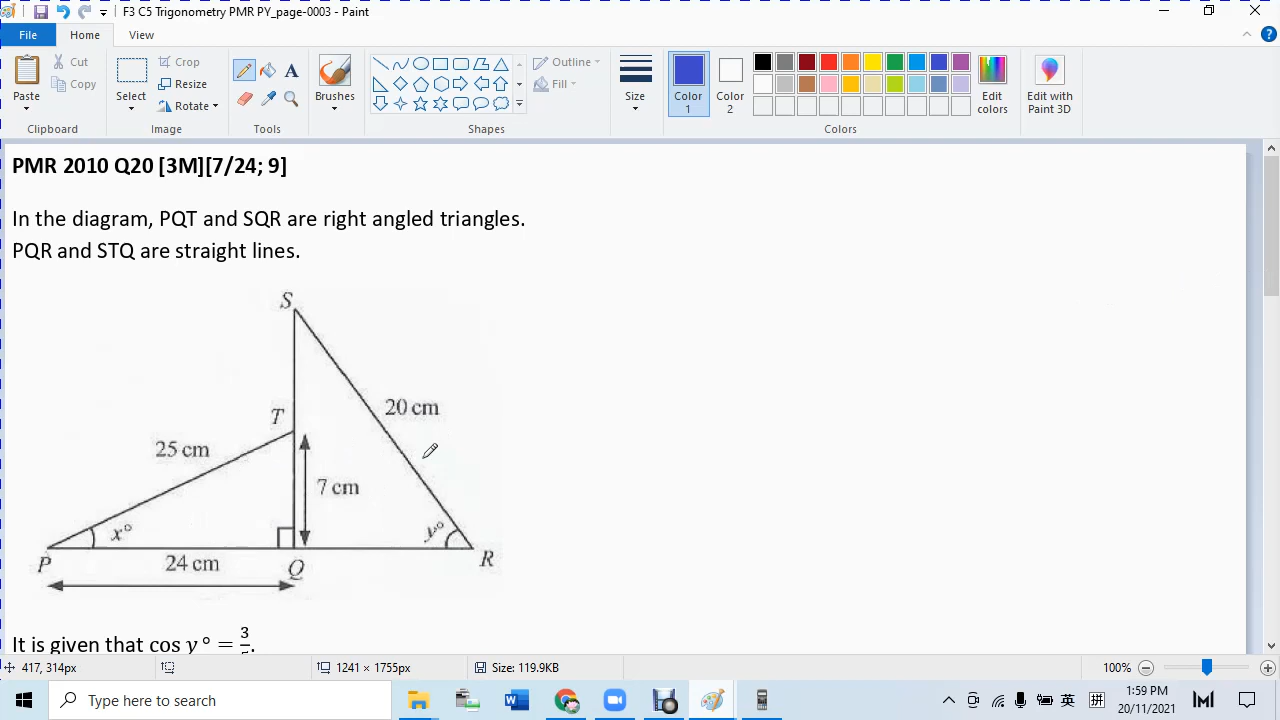 F3 C5 Trigonometry PMR PY_page-0003 - Paint
File
Home
View
Paste
Cut
Copy
Clipboard
Select
Crop
Resize
Rotate
Image
A
Tools
Brushes
Outline
Fill
Shapes
Size
Color
1
Color
2
Edit
colors
Colors
Edit with
Paint 3D
PMR 2010 Q20 [3M][7/24; 9]
In the diagram, PQT and SQR are right angled triangles.
PQR and STQ are straight lines.
S
T
20 cm
25 cm
7 cm
x°
y°
P
24 cm
Q
R
It is given that cos y° = 3
417, 314px
1241 × 1755px
Size: 119.9KB
100%
Type here to search
英
拼
1:59 PM
20/11/2021